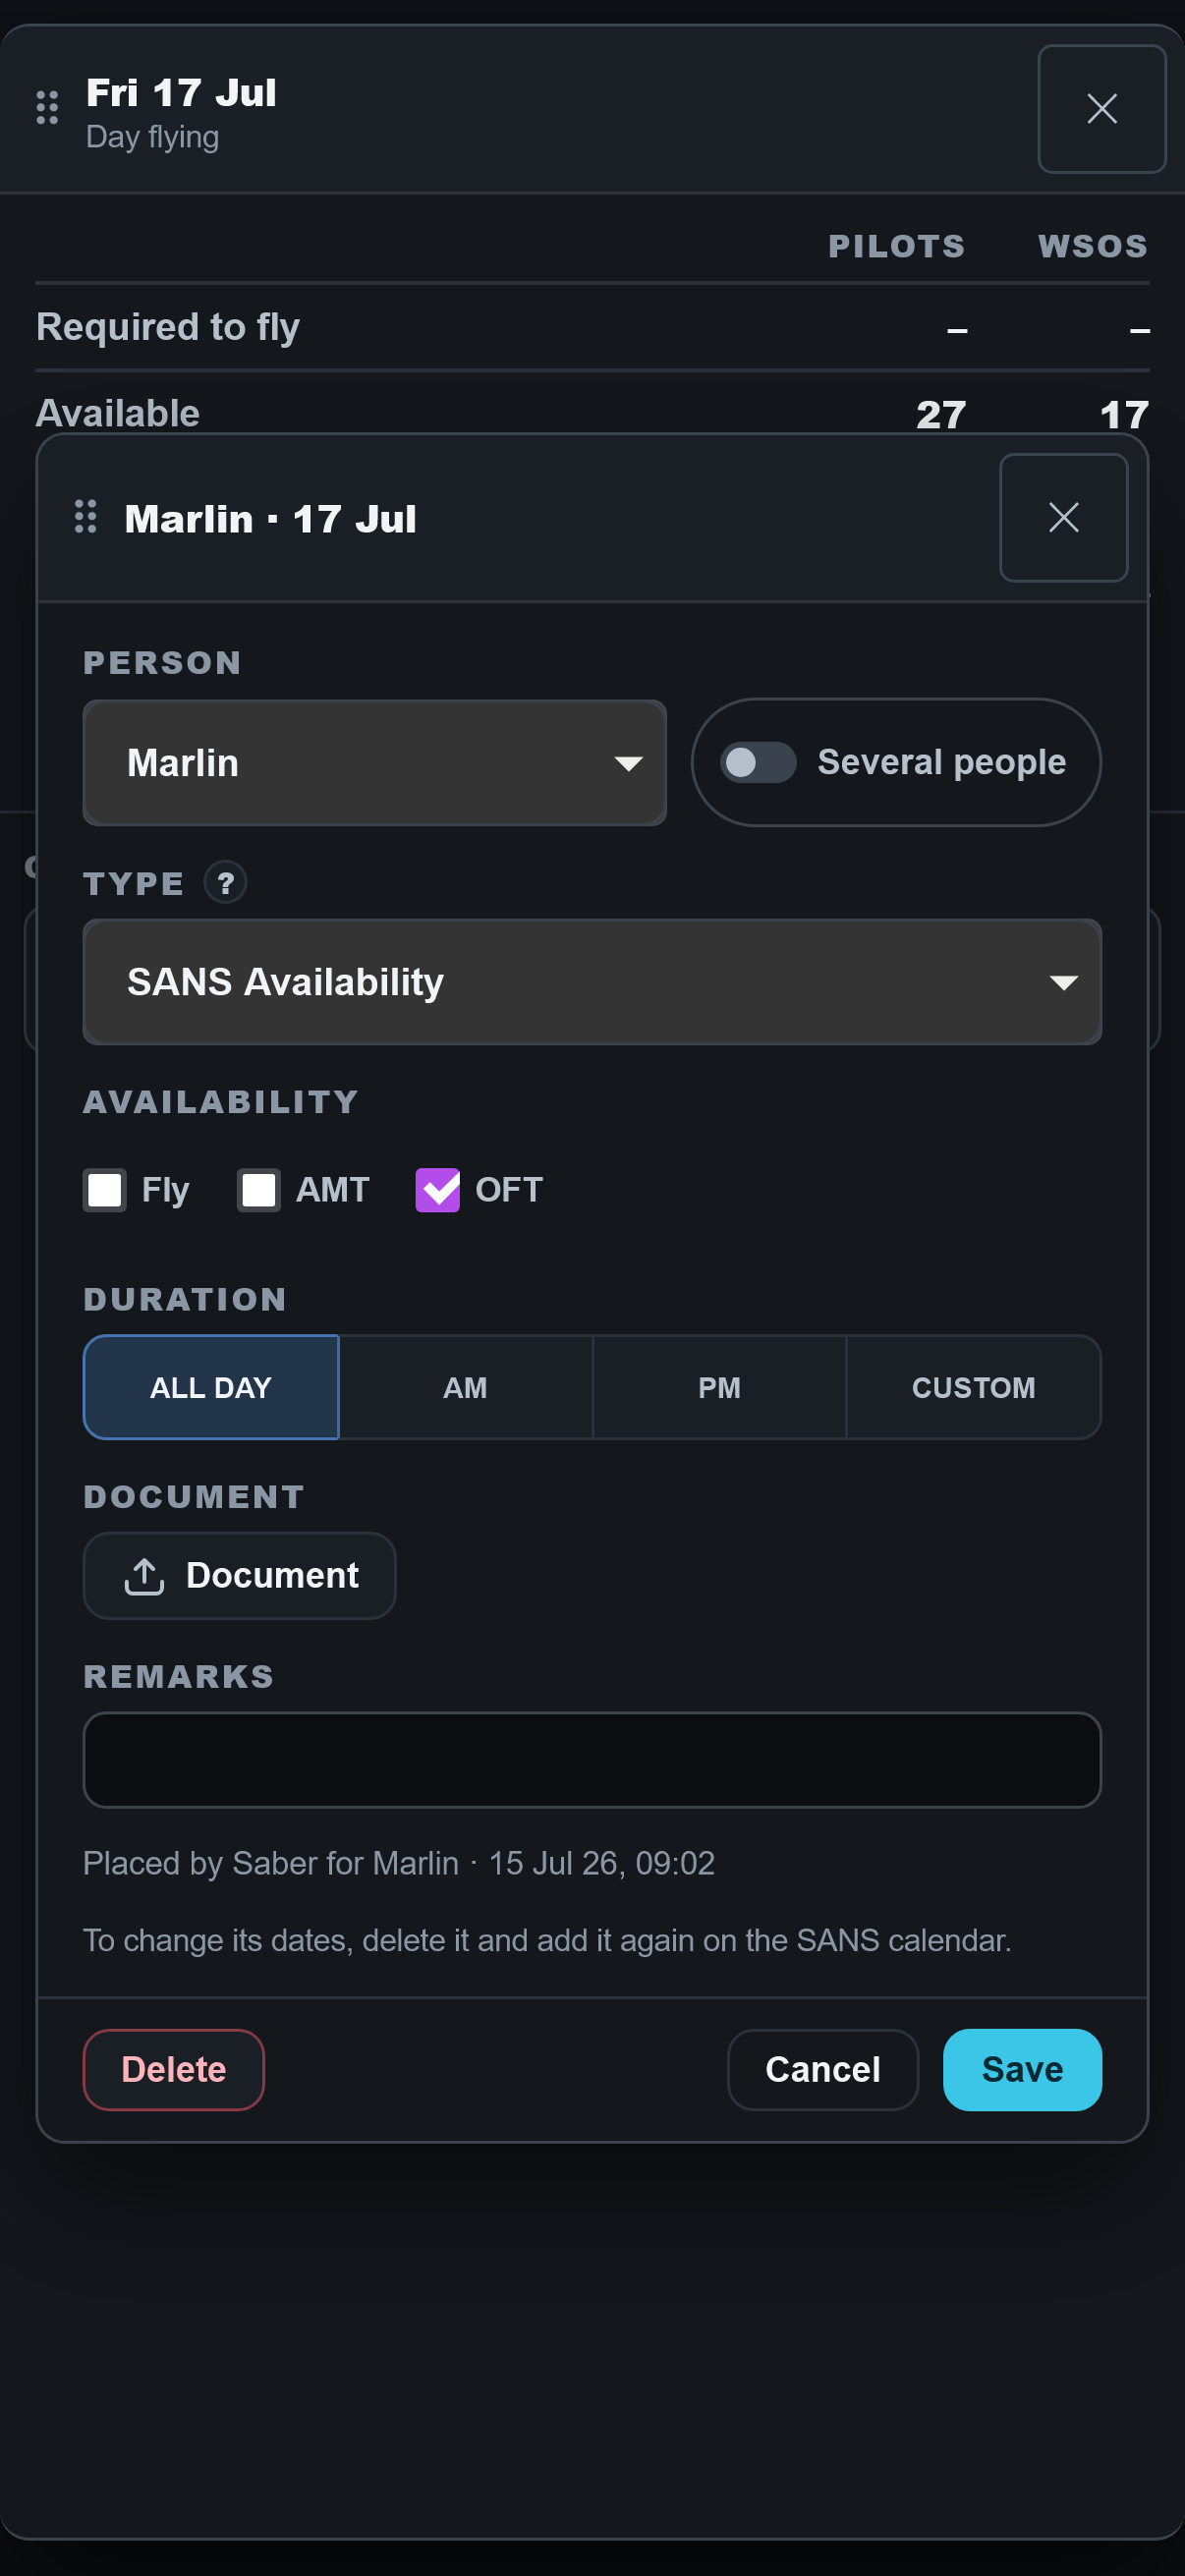 Fri 17 Jul
Day flying
PILOTS WSOS
Required to fly – –
Available 27 17
Marlin · 17 Jul
PERSON
Marlin
Several people
TYPE ?
SANS Availability
AVAILABILITY
Fly AMT OFT
DURATION
ALL DAY AM PM CUSTOM
DOCUMENT
Document
REMARKS
Placed by Saber for Marlin · 15 Jul 26, 09:02
To change its dates, delete it and add it again on the SANS calendar.
Delete Cancel Save